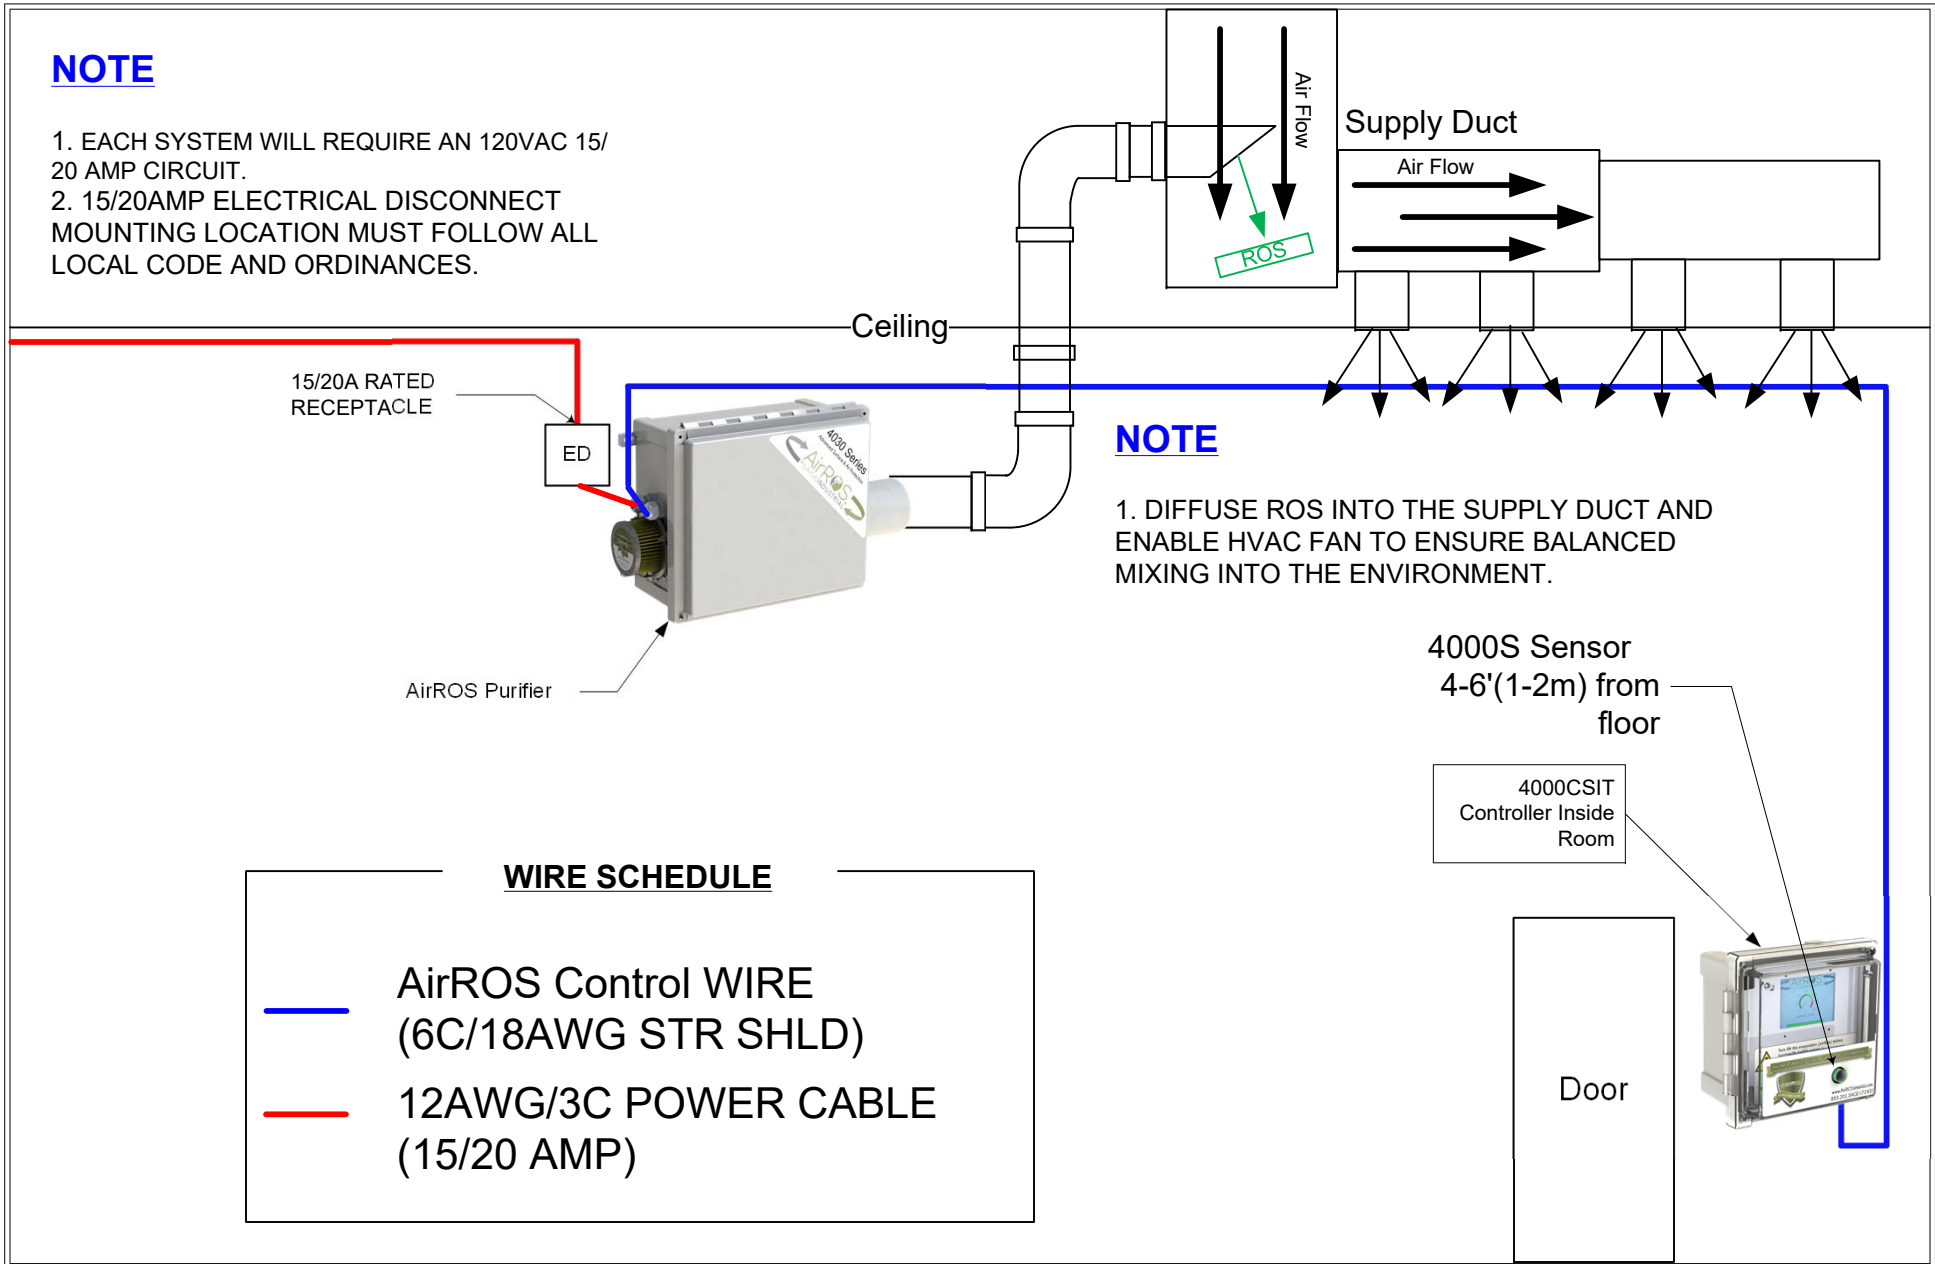 NOTE
1. EACH SYSTEM WILL REQUIRE AN 120VAC 15/
20 AMP CIRCUIT.
2. 15/20AMP ELECTRICAL DISCONNECT
MOUNTING LOCATION MUST FOLLOW ALL
LOCAL CODE AND ORDINANCES.
Air Flow
Supply Duct
Air Flow
ROS
Ceiling
15/20A RATED
RECEPTACLE
ED
4030 Series
AirROS
INDUSTRIAL
AirROS Purifier
NOTE
1. DIFFUSE ROS INTO THE SUPPLY DUCT AND
ENABLE HVAC FAN TO ENSURE BALANCED
MIXING INTO THE ENVIRONMENT.
4000S Sensor
4-6'(1-2m) from
floor
4000CSIT
Controller Inside
Room
WIRE SCHEDULE
AirROS Control WIRE
(6C/18AWG STR SHLD)
12AWG/3C POWER CABLE
(15/20 AMP)
Door
AirROS